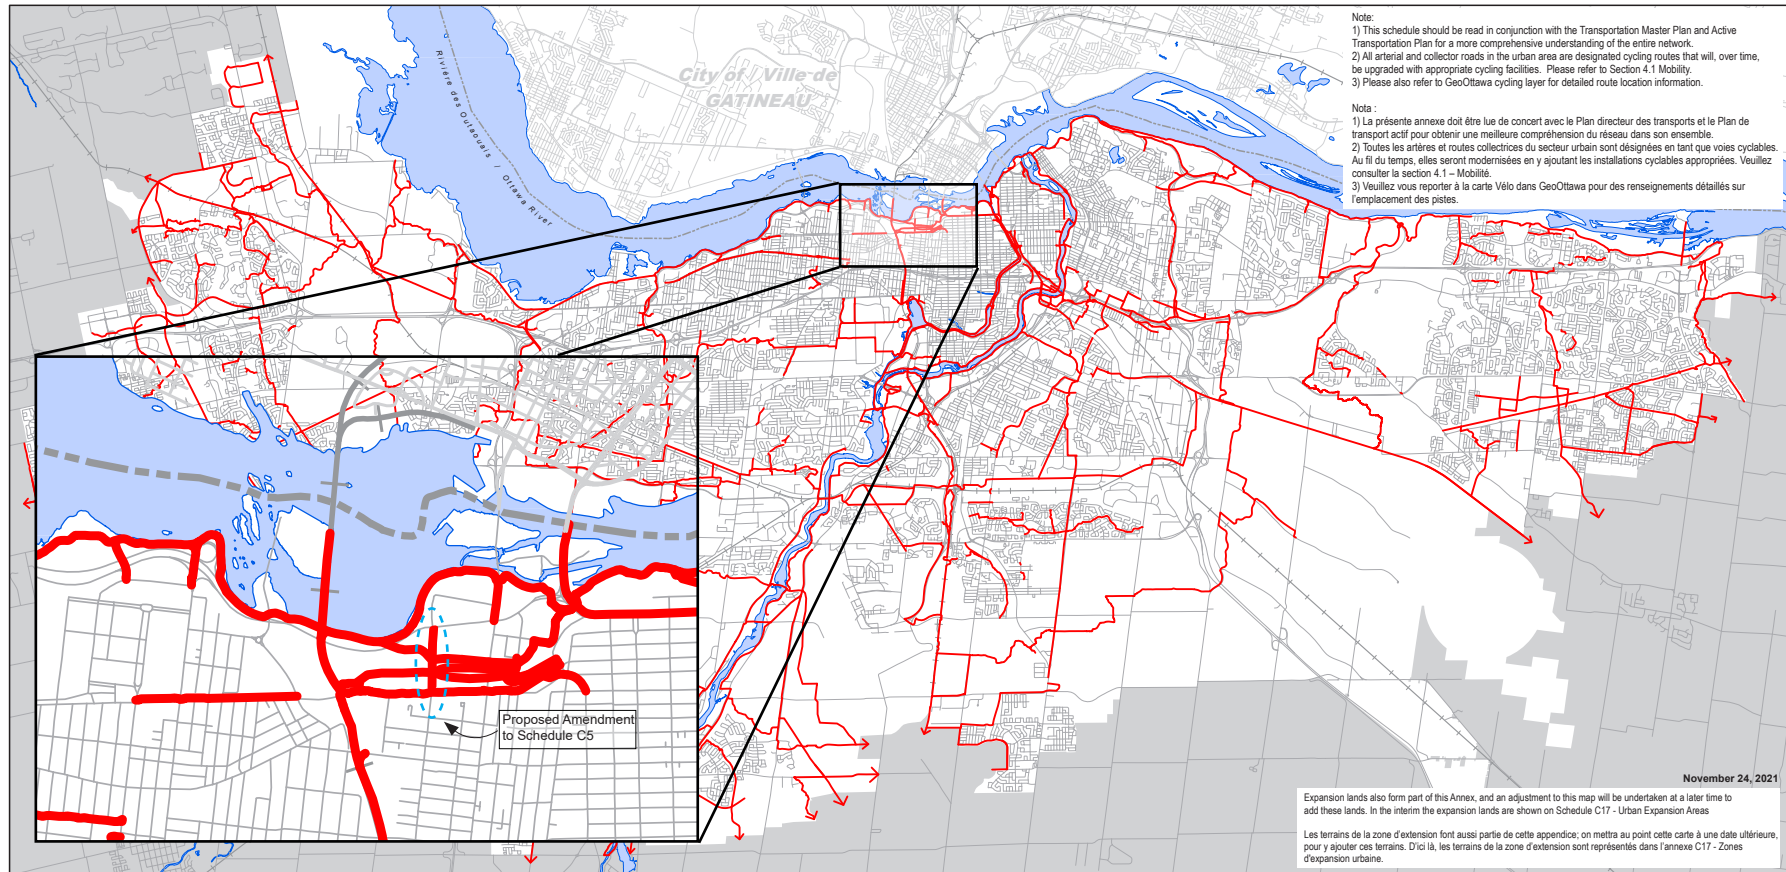 Note:
1) This schedule should be read in conjunction with the Transportation Master Plan and Active
Transportation Plan for a more comprehensive understanding of the entire network.
2) All arterial and collector roads in the urban area are designated cycling routes that will, over time,
be upgraded with appropriate cycling facilities. Please refer to Section 4.1 Mobility.
3) Please also refer to GeoOttawa cycling layer for detailed route location information.
Nota :
1) La présente annexe doit être lue de concert avec le Plan directeur des transports et le Plan de
transport actif pour obtenir une meilleure compréhension du réseau dans son ensemble.
2) Toutes les artères et routes collectrices du secteur urbain sont désignées en tant que voies cyclables.
Au fil du temps, elles seront modernisées en y ajoutant les installations cyclables appropriées. Veuillez
consulter la section 4.1 – Mobilité.
3) Veuillez vous reporter à la carte Vélo dans GeoOttawa pour des renseignements détaillés sur
l'emplacement des pistes.
City of / Ville de
GATINEAU
Rivière des Outaouais / Ottawa River
Proposed Amendment
to Schedule C5
November 24, 2021
Expansion lands also form part of this Annex, and an adjustment to this map will be undertaken at a later time to
add these lands. In the interim the expansion lands are shown on Schedule C17 - Urban Expansion Areas
Les terrains de la zone d'extension font aussi partie de cette appendice; on mettra au point cette carte à une date ultérieure,
pour y ajouter ces terrains. D'ici là, les terrains de la zone d'extension sont représentés dans l'annexe C17 - Zones
d'expansion urbaine.